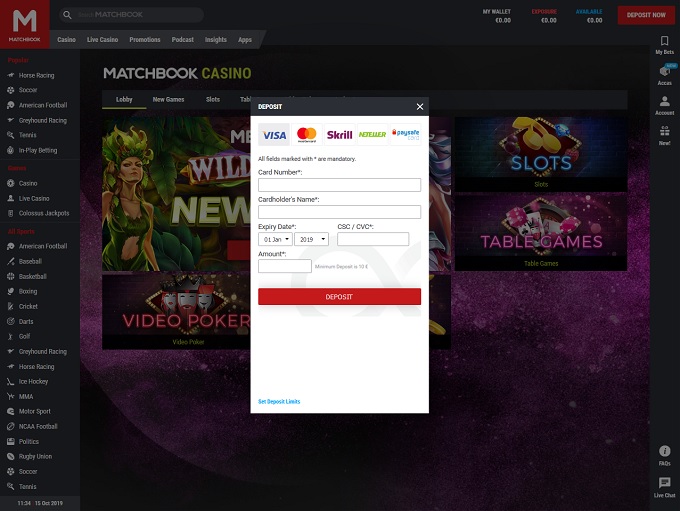 M
MATCHBOOK
Search MATCHBOOK
MY WALLET
€0.00
EXPOSURE
€0.00
AVAILABLE
€0.00
DEPOSIT NOW
Casino
Live Casino
Promotions
Podcast
Insights
Apps
Popular
Horse Racing
Soccer
American Football
Greyhound Racing
Tennis
In-Play Betting
Games
Casino
Live Casino
Colossus Jackpots
All Sports
American Football
Baseball
Basketball
Boxing
Cricket
Darts
Golf
Greyhound Racing
Horse Racing
Ice Hockey
MMA
Motor Sport
NCAA Football
Politics
Rugby Union
Soccer
Tennis
11:34 15 Oct 2019
MATCHBOOK CASINO
Lobby
New Games
Slots
WILD
NEW
VIDEO POKER
Video Poker
DEPOSIT
VISA
mastercard
Skrill
NETELLER
paysafe
card
All fields marked with * are mandatory.
Card Number*:
Cardholder's Name*:
Expiry Date*:
CSC / CVC*:
01 Jan
2019
Amount*:
Minimum Deposit is 10 €
DEPOSIT
Set Deposit Limits
SLOTS
Slots
TABLE GAMES
Table Games
My Bets
Accas
Account
New!
FAQs
Live Chat